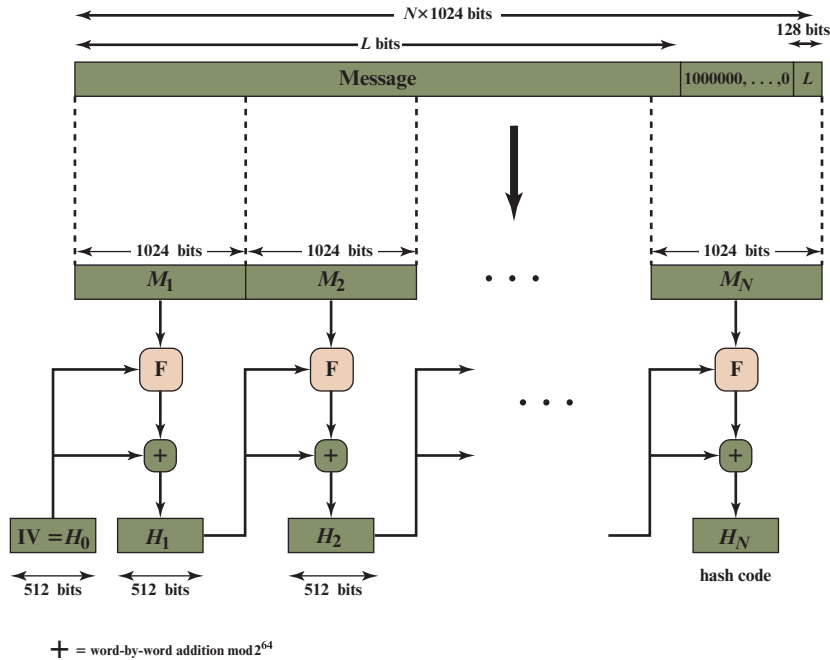 N × 1024 bits
L bits
128 bits
Message
1000000, . . . ,0
L
1024 bits
1024 bits
1024 bits
M1
M2
• • •
MN
F
F
F
• • •
+
+
+
IV = H0
H1
H2
HN
512 bits
512 bits
512 bits
hash code
+ = word-by-word addition mod 2^64